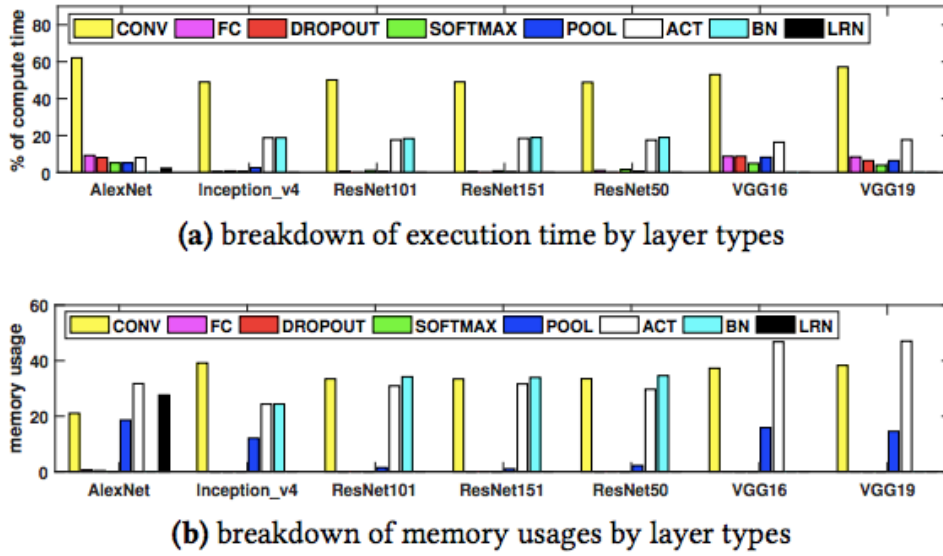 80
60
40
20
0
% of compute time
CONV FC DROPOUT SOFTMAX POOL ACT BN LRN
AlexNet Inception_v4 ResNet101 ResNet151 ResNet50 VGG16 VGG19
(a) breakdown of execution time by layer types
60
40
20
0
memory usage
CONV FC DROPOUT SOFTMAX POOL ACT BN LRN
AlexNet Inception_v4 ResNet101 ResNet151 ResNet50 VGG16 VGG19
(b) breakdown of memory usages by layer types